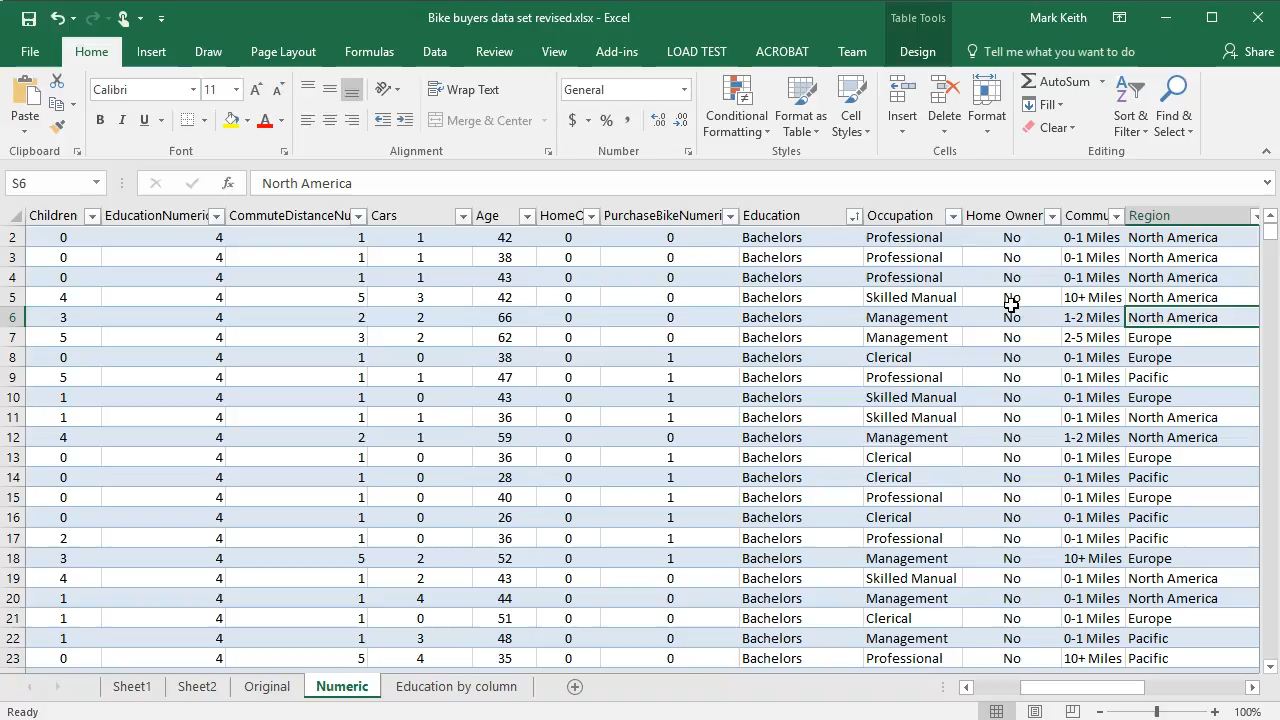 Bike buyers data set revised.xlsx - Excel
Table Tools
Mark Keith
File Home Insert Draw Page Layout Formulas Data Review View Add-ins LOAD TEST ACROBAT Team Design Tell me what you want to do Share
Paste
Clipboard
Calibri 11
B I U
Font
Wrap Text
Merge & Center
Alignment
General
$ % ,
Number
Conditional Formatting
Format as Table
Cell Styles
Styles
Insert Delete Format
Cells
AutoSum
Fill
Clear
Sort & Filter
Find & Select
Editing
S6 fx North America
Children EducationNumeric CommuteDistanceNu Cars Age HomeO PurchaseBikeNumeri Education Occupation Home Owner Commu Region
2 0 4 1 1 42 0 0 Bachelors Professional No 0-1 Miles North America
3 0 4 1 1 38 0 0 Bachelors Professional No 0-1 Miles North America
4 0 4 1 1 43 0 0 Bachelors Professional No 0-1 Miles North America
5 4 4 5 3 42 0 0 Bachelors Skilled Manual No 10+ Miles North America
6 3 4 2 2 66 0 0 Bachelors Management No 1-2 Miles North America
7 5 4 3 2 62 0 0 Bachelors Management No 2-5 Miles Europe
8 0 4 1 0 38 0 1 Bachelors Clerical No 0-1 Miles Europe
9 5 4 1 1 47 0 1 Bachelors Professional No 0-1 Miles Pacific
10 1 4 1 0 43 0 1 Bachelors Skilled Manual No 0-1 Miles Europe
11 1 4 1 1 36 0 1 Bachelors Skilled Manual No 0-1 Miles North America
12 4 4 2 1 59 0 0 Bachelors Management No 1-2 Miles North America
13 0 4 1 0 36 0 1 Bachelors Clerical No 0-1 Miles Europe
14 0 4 1 0 28 0 1 Bachelors Clerical No 0-1 Miles Pacific
15 0 4 1 0 40 0 1 Bachelors Professional No 0-1 Miles Europe
16 0 4 1 0 26 0 1 Bachelors Clerical No 0-1 Miles Pacific
17 2 4 1 0 36 0 1 Bachelors Professional No 0-1 Miles Pacific
18 3 4 5 2 52 0 1 Bachelors Management No 10+ Miles Europe
19 4 4 1 2 43 0 0 Bachelors Skilled Manual No 0-1 Miles North America
20 1 4 1 4 44 0 0 Bachelors Management No 0-1 Miles North America
21 1 4 1 0 51 0 0 Bachelors Clerical No 0-1 Miles Europe
22 1 4 1 3 48 0 0 Bachelors Management No 0-1 Miles Pacific
23 0 4 5 4 35 0 0 Bachelors Professional No 10+ Miles Pacific
Sheet1 Sheet2 Original Numeric Education by column
Ready 100%